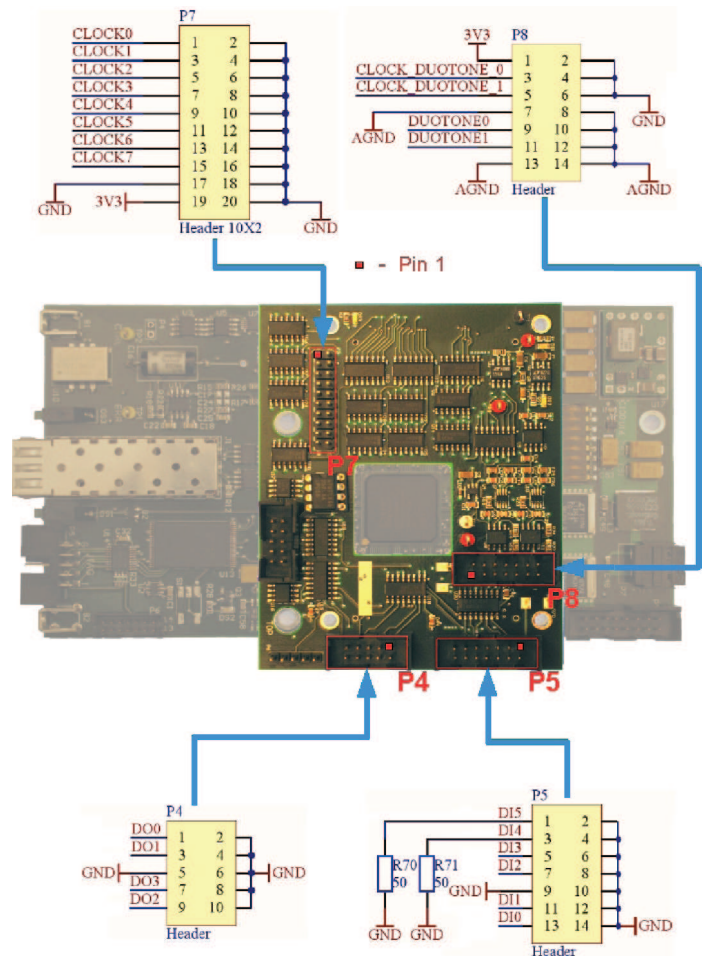 P7
CLOCK0
1 2
CLOCK1
3 4
CLOCK2
5 6
CLOCK3
7 8
CLOCK4
9 10
CLOCK5
11 12
CLOCK6
13 14
CLOCK7
15 16
17 18
GND
3V3 19 20
GND
Header 10X2
P8
3V3
1 2
CLOCK_DUOTONE_0
3 4
CLOCK_DUOTONE_1
5 6
GND
7 8
AGND
DUOTONE0
9 10
DUOTONE1
11 12
13 14
AGND
AGND
Header
- Pin 1
P7
P8
P4
P5
P4
DO0
1 2
DO1
3 4
GND 5 6 GND
DO3
7 8
DO2
9 10
Header
P5
DI5
1 2
DI4
3 4
DI3
5 6
DI2
7 8
GND 9 10
DI1
11 12
DI0
13 14
GND
R70
50
R71
50
GND
GND
Header